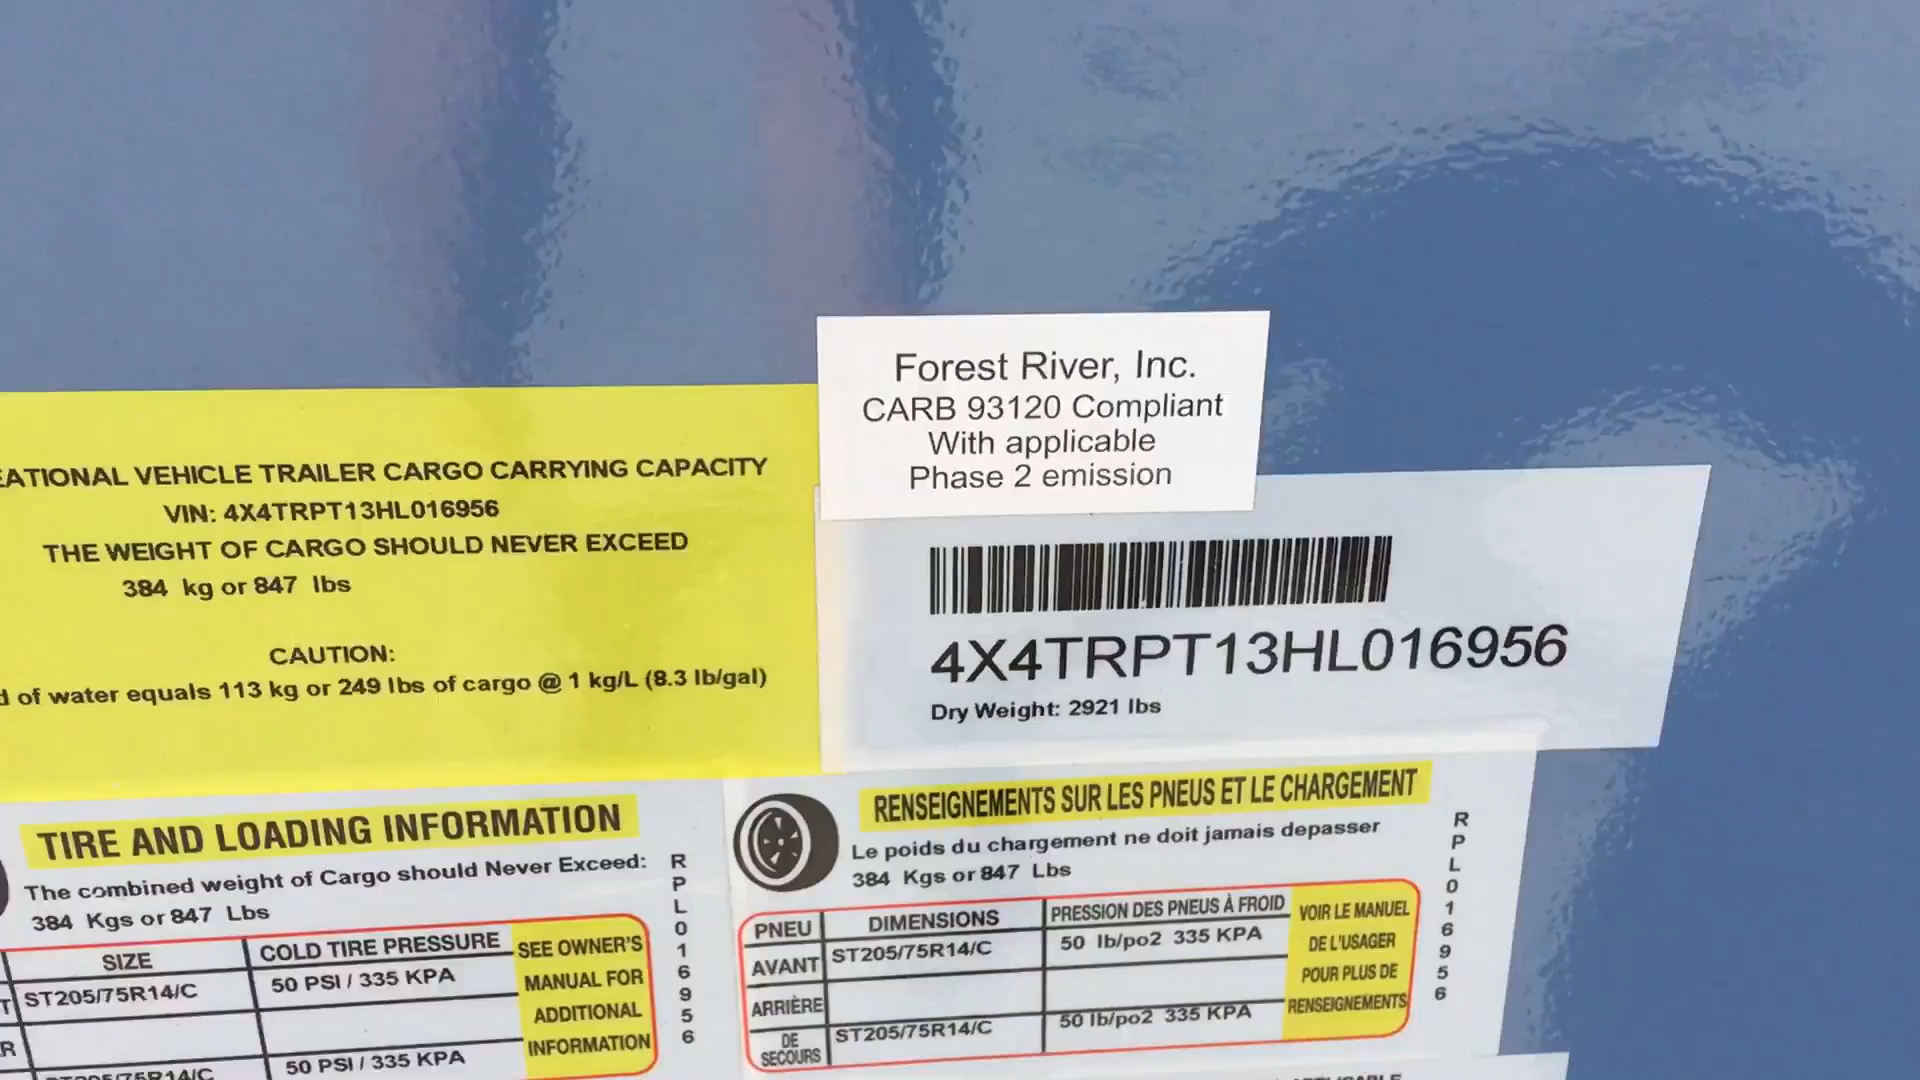 Forest River, Inc.
CARB 93120 Compliant
With applicable
Phase 2 emission
EATIONAL VEHICLE TRAILER CARGO CARRYING CAPACITY
VIN: 4X4TRPT13HL016956
THE WEIGHT OF CARGO SHOULD NEVER EXCEED
384 kg or 847 lbs
CAUTION:
of water equals 113 kg or 249 lbs of cargo @ 1 kg/L (8.3 lb/gal)
4X4TRPT13HL016956
Dry Weight: 2921 lbs
TIRE AND LOADING INFORMATION
The combined weight of Cargo should Never Exceed:
384 Kgs or 847 Lbs
SIZE COLD TIRE PRESSURE
ST205/75R14/C 50 PSI / 335 KPA
50 PSI / 335 KPA
SEE OWNER'S
MANUAL FOR
ADDITIONAL
INFORMATION
RPL016956
RENSEIGNEMENTS SUR LES PNEUS ET LE CHARGEMENT
Le poids du chargement ne doit jamais depasser
384 Kgs or 847 Lbs
PNEU DIMENSIONS PRESSION DES PNEUS À FROID
AVANT ST205/75R14/C 50 lb/po2 335 KPA
ARRIÈRE
DE SECOURS ST205/75R14/C 50 lb/po2 335 KPA
VOIR LE MANUEL
DE L'USAGER
POUR PLUS DE
RENSEIGNEMENTS
RPL016956